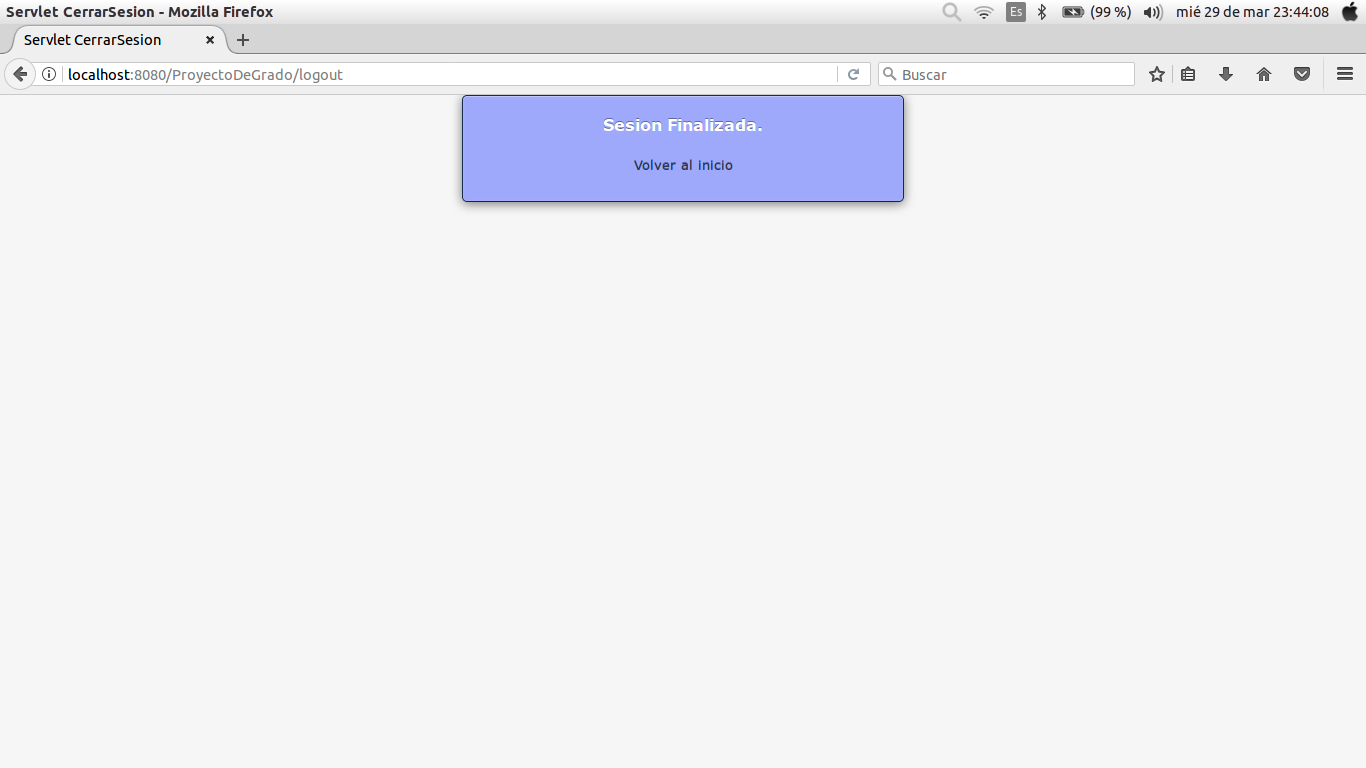 Servlet CerrarSesion - Mozilla Firefox
Es
(99 %)
mié 29 de mar 23:44:08
Servlet CerrarSesion
localhost:8080/ProyectoDeGrado/logout
Buscar
Sesion Finalizada.
Volver al inicio